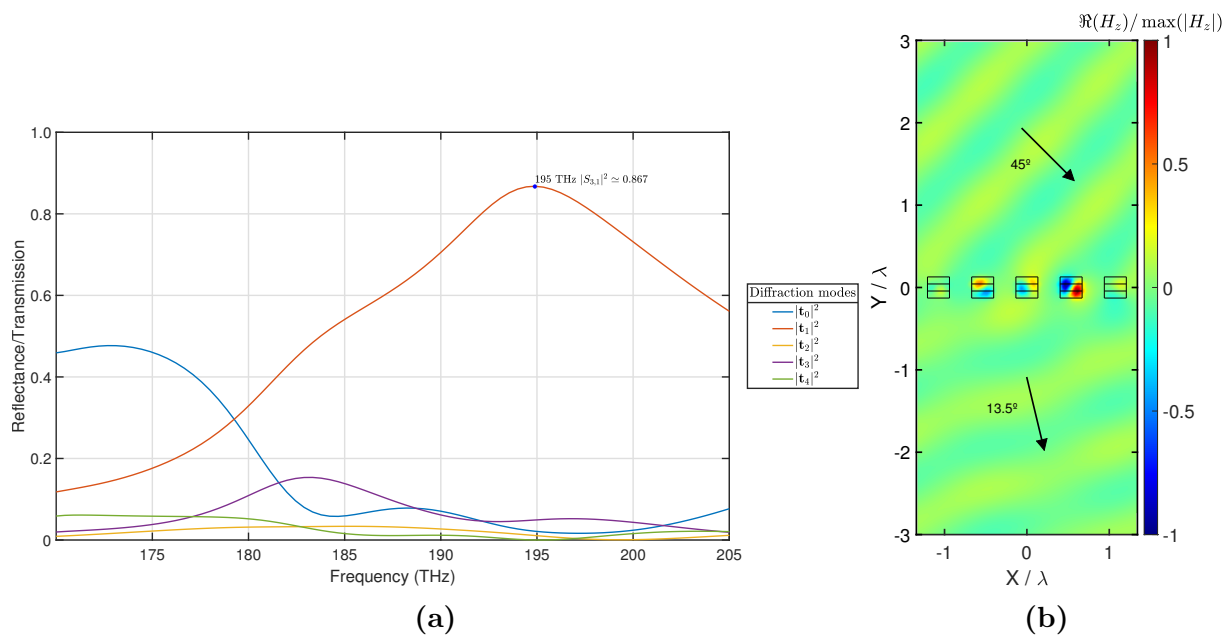 1.0
0.8
0.6
0.4
0.2
0
175
180
185
190
195
200
205
Reflectance/Transmission
Frequency (THz)
195 THz |S₃,₁|² ≃ 0.867
Diffraction modes
|t₀|²
|t₁|²
|t₂|²
|t₃|²
|t₄|²
(a)
ℜ(H_z)/ max(|H_z|)
3
2
1
0
-1
-2
-3
-1
0
1
Y / λ
X / λ
45º
13.5º
1
0.5
0
-0.5
-1
(b)